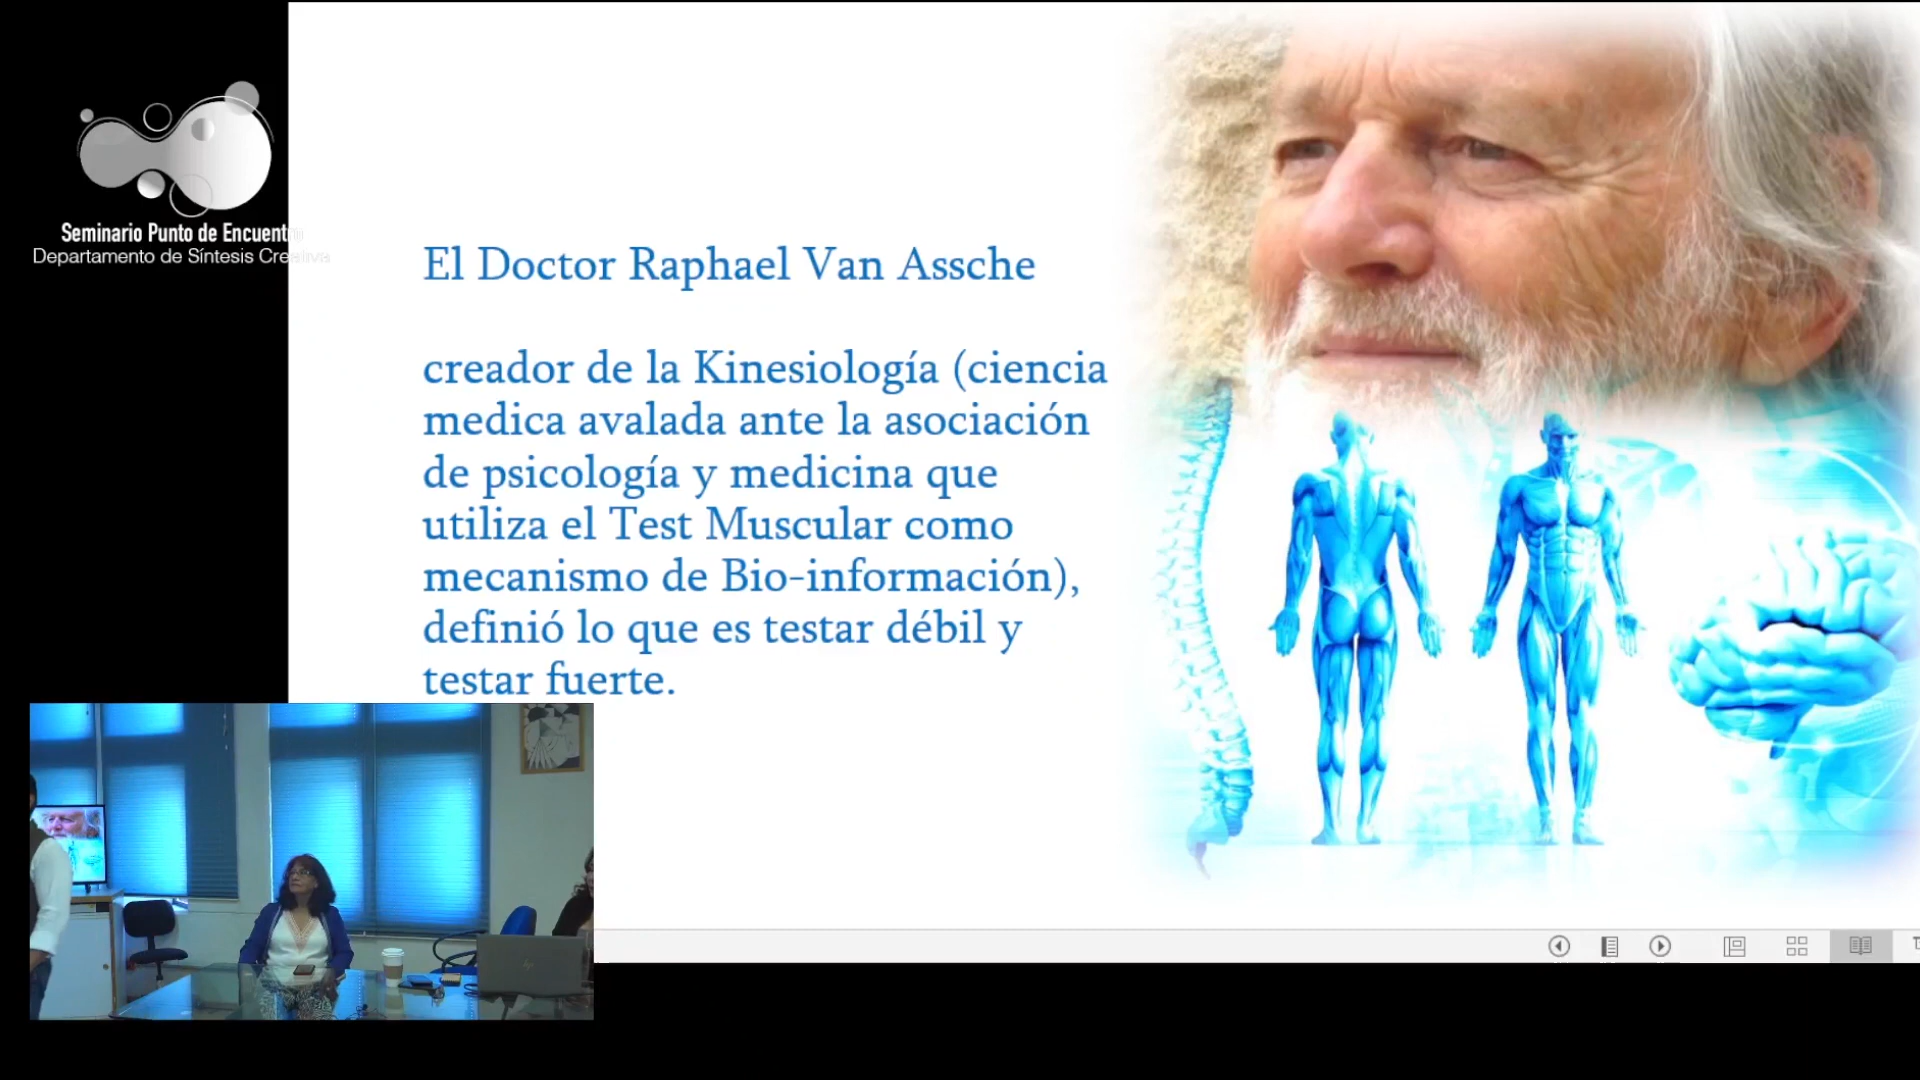 Seminario Punto de Encuentro
Departamento de Síntesis Creativa
El Doctor Raphael Van Assche
creador de la Kinesiología (ciencia
medica avalada ante la asociación
de psicología y medicina que
utiliza el Test Muscular como
mecanismo de Bio-información),
definió lo que es testar débil y
testar fuerte.